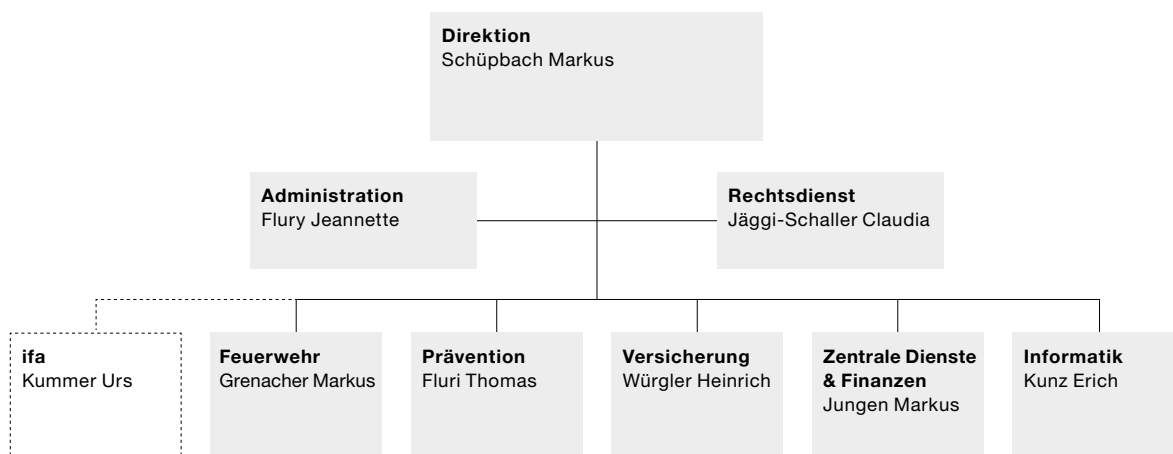 Direktion
Schüpbach Markus
Administration
Flury Jeannette
Rechtsdienst
Jäggi-Schaller Claudia
ifa
Kummer Urs
Feuerwehr
Grenacher Markus
Prävention
Fluri Thomas
Versicherung
Würgler Heinrich
Zentrale Dienste
& Finanzen
Jungen Markus
Informatik
Kunz Erich